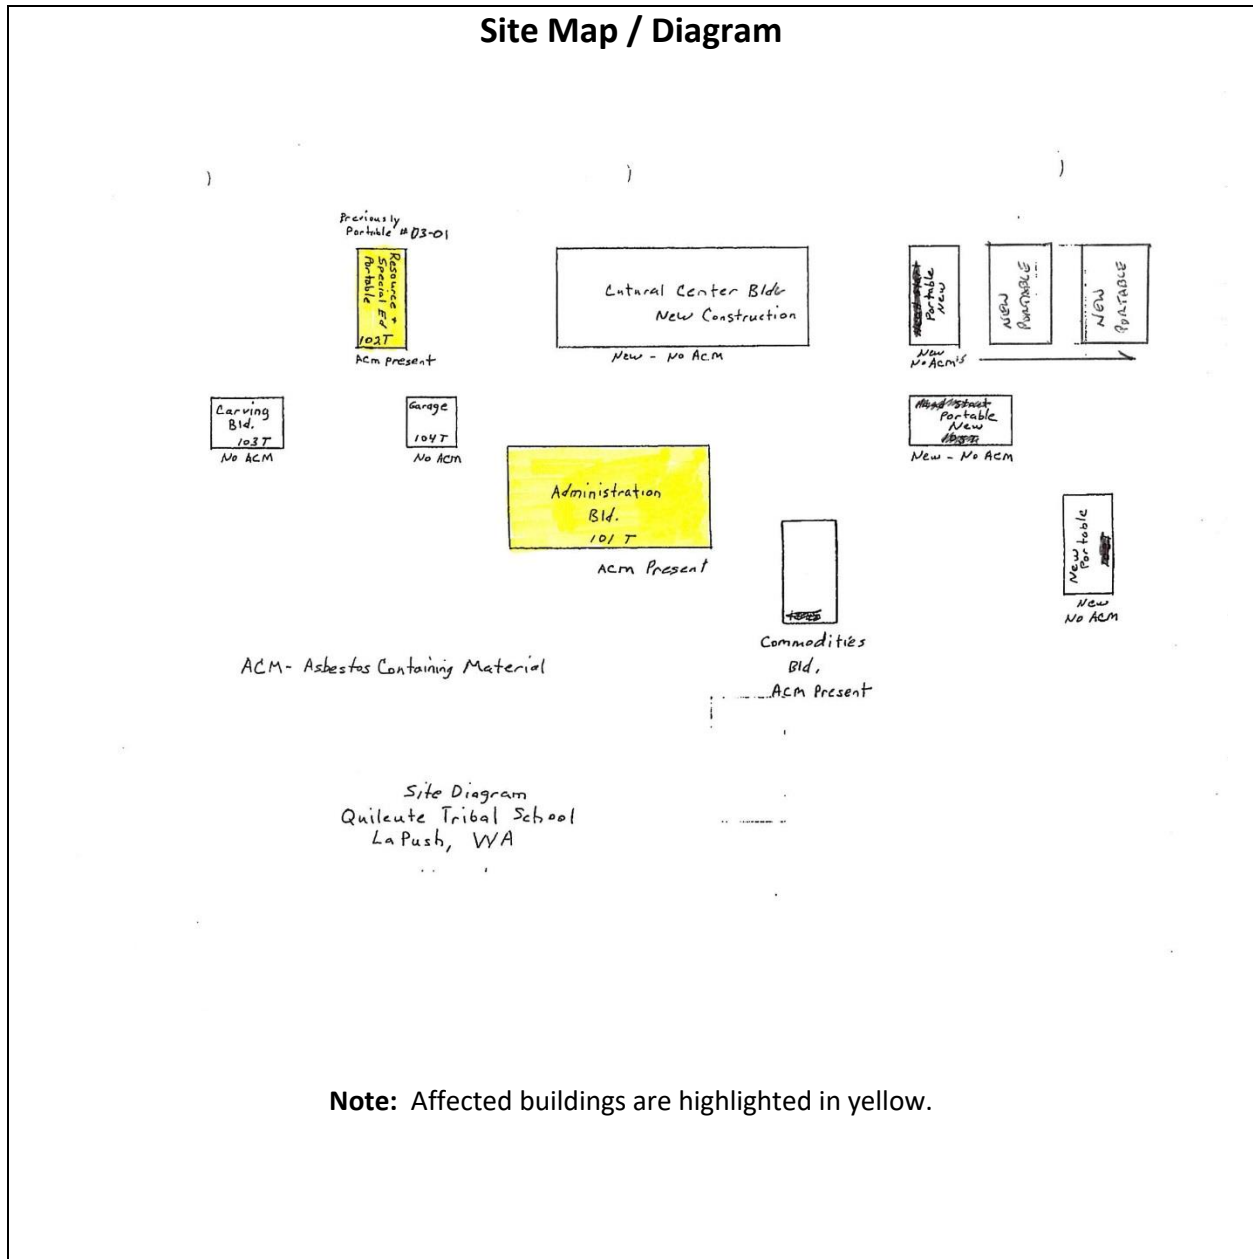 Site Map / Diagram
Previously
Portable # 03-01
Resource +
Special Ed
Portable
102T
ACM Present
Cutural Center Bldg
New Construction
New - No ACM
Portable
New
New
No ACM's
NEW
PORTABLE
NEW
PORTABLE
Carving
Bld.
103T
No ACM
Garage
104T
No ACM
Portable
New
New - No ACM
Administration
Bld.
101 T
ACM Present
New
Portable
New
No ACM
Commodities
Bld,
ACM Present
ACM- Asbestos Containing Material
Site Diagram
Quileute Tribal School
LaPush, WA
Note: Affected buildings are highlighted in yellow.